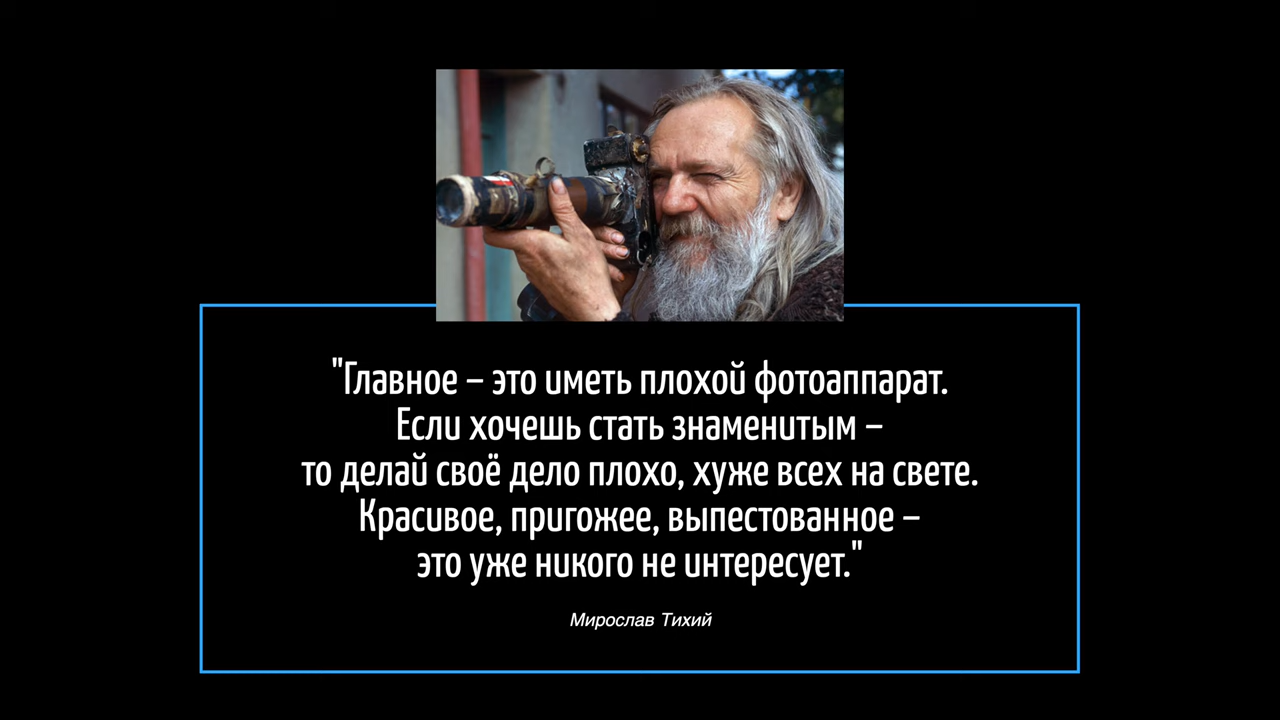 "Главное – это иметь плохой фотоаппарат.
Если хочешь стать знаменитым –
то делай своё дело плохо, хуже всех на свете.
Красивое, пригожее, выпестованное –
это уже никого не интересует."
Мирослав Тихий